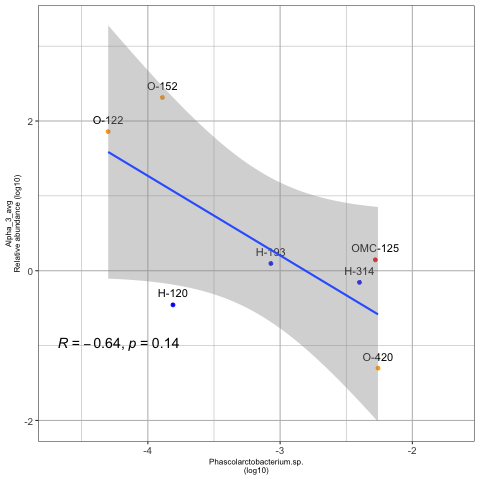 O-152
O-122
2
OMC-125
H-193
H-314
0
H-120
R = −0.64, p = 0.14
O-420
-2
-4
-3
-2
Phascolarctobacterium.sp.
(log10)
Alpha_3_avg
Relative abundance (log10)